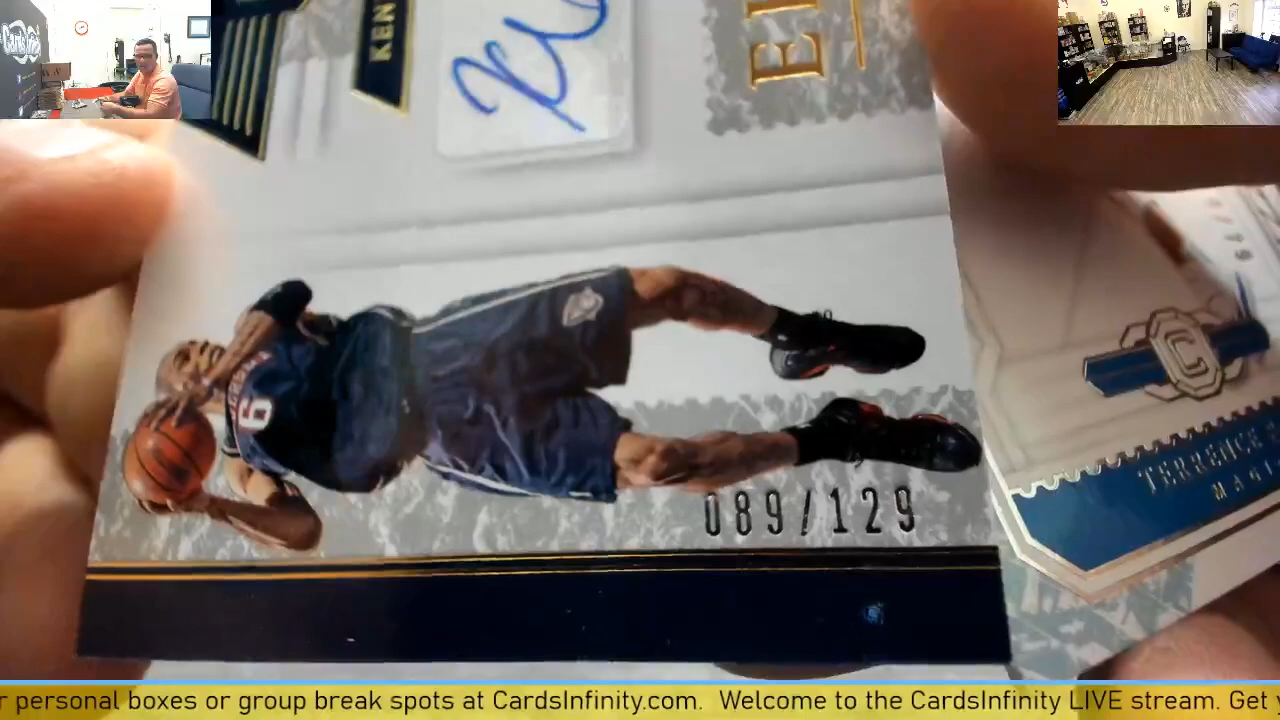 KEN
E
6
089/129
C
TERRENCE
MAGI
r personal boxes or group break spots at CardsInfinity.com. Welcome to the CardsInfinity LIVE stream. Get y